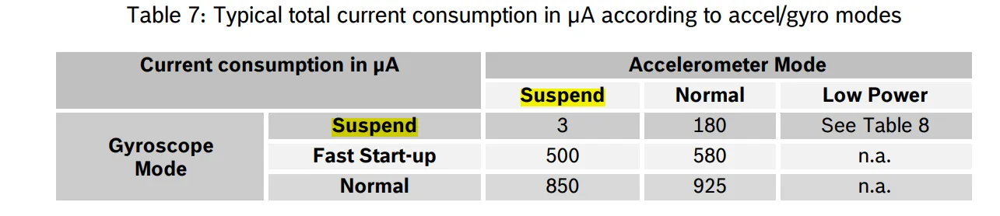 Table 7: Typical total current consumption in µA according to accel/gyro modes
Current consumption in µA Accelerometer Mode
Suspend Normal Low Power
Gyroscope Mode Suspend 3 180 See Table 8
Fast Start-up 500 580 n.a.
Normal 850 925 n.a.